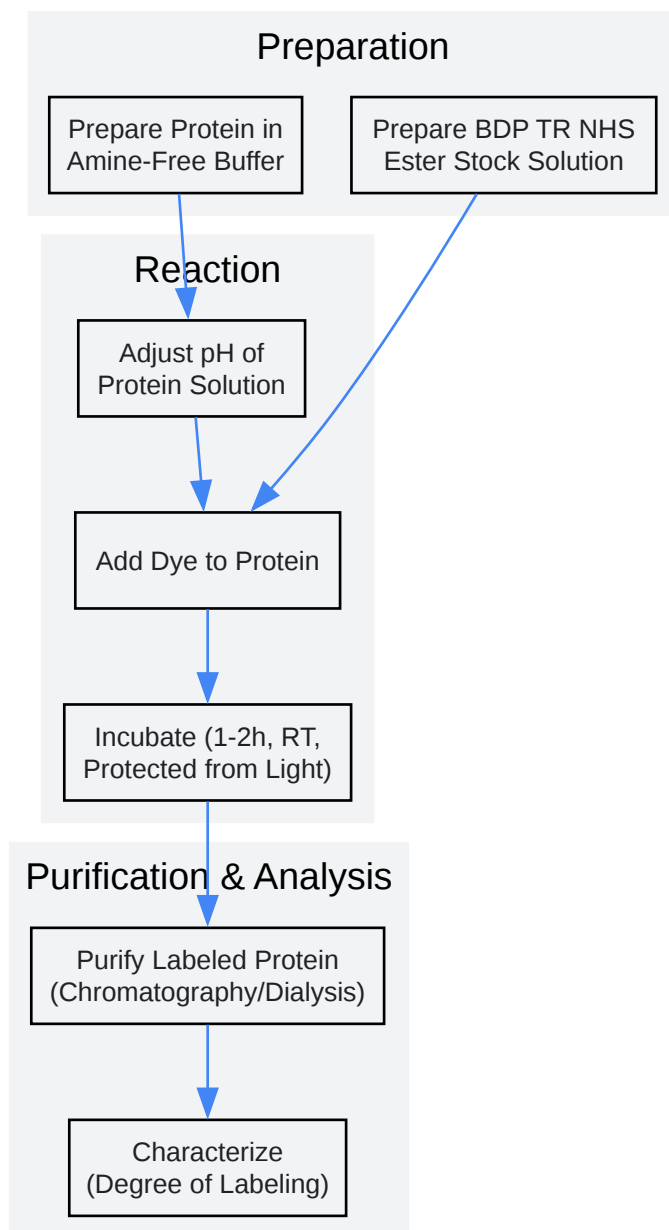 Preparation
Prepare Protein in
Amine-Free Buffer
Prepare BDP TR NHS
Ester Stock Solution
Reaction
Adjust pH of
Protein Solution
Add Dye to Protein
Incubate (1-2h, RT,
Protected from Light)
Purification & Analysis
Purify Labeled Protein
(Chromatography/Dialysis)
Characterize
(Degree of Labeling)